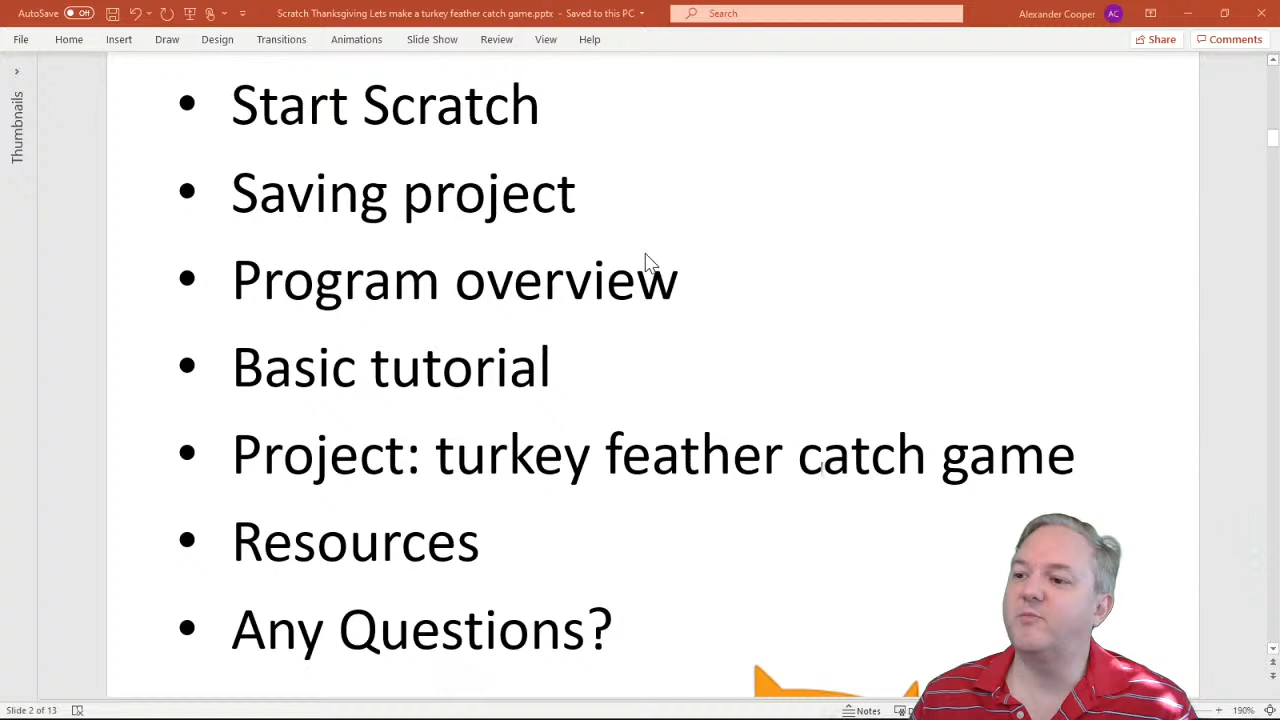 AutoSave Off
Scratch Thanksgiving Lets make a turkey feather catch game.pptx - Saved to this PC
Search
Alexander Cooper AC
File Home Insert Draw Design Transitions Animations Slide Show Review View Help
Share Comments
Thumbnails
• Start Scratch
• Saving project
• Program overview
• Basic tutorial
• Project: turkey feather catch game
• Resources
• Any Questions?
Slide 2 of 13
Notes
190%